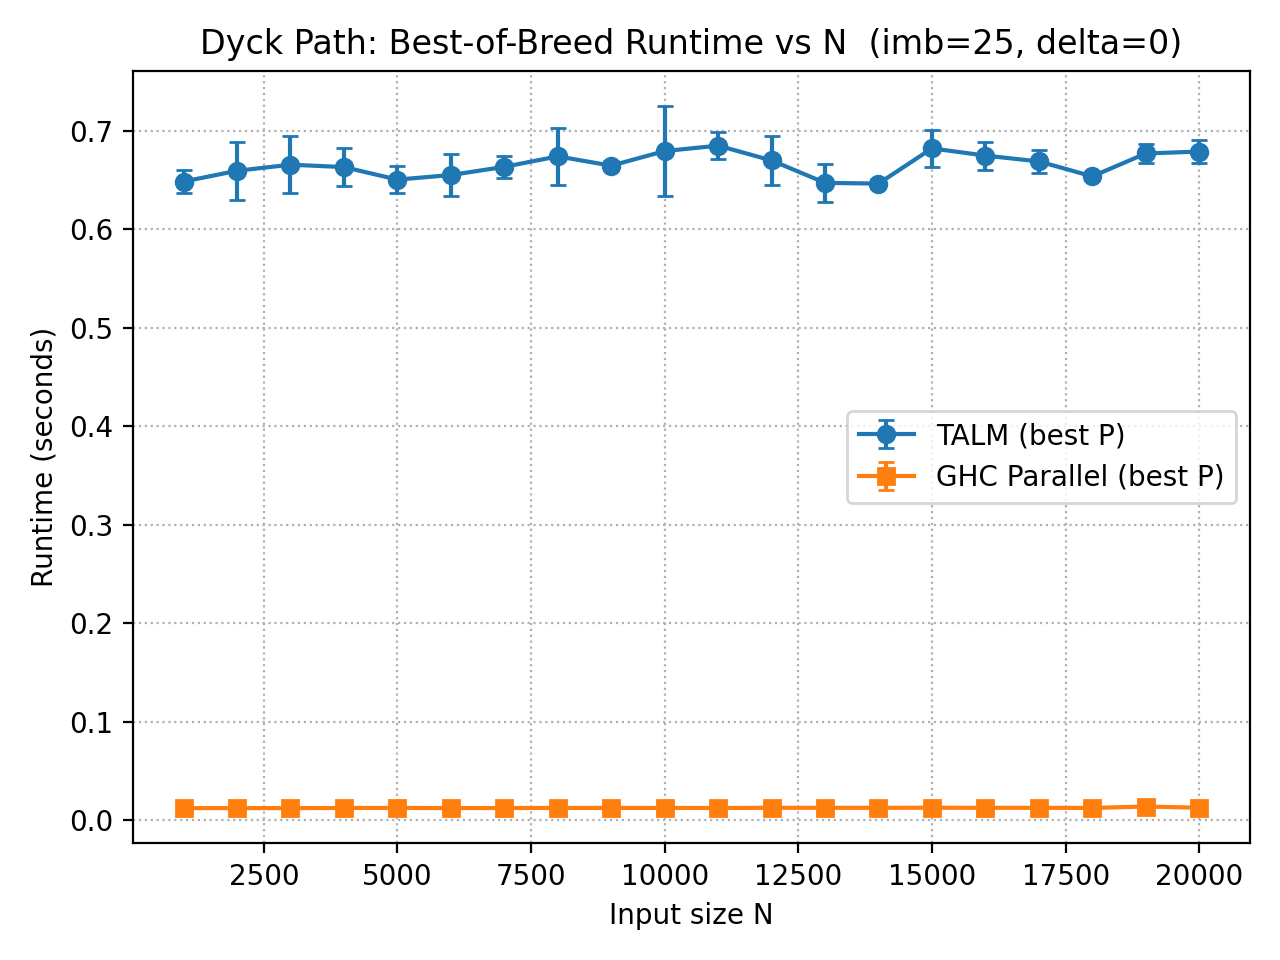 Dyck Path: Best-of-Breed Runtime vs N  (imb=25, delta=0)
Runtime (seconds)
0.7
0.6
0.5
0.4
0.3
0.2
0.1
0.0
TALM (best P)
GHC Parallel (best P)
2500 5000 7500 10000 12500 15000 17500 20000
Input size N